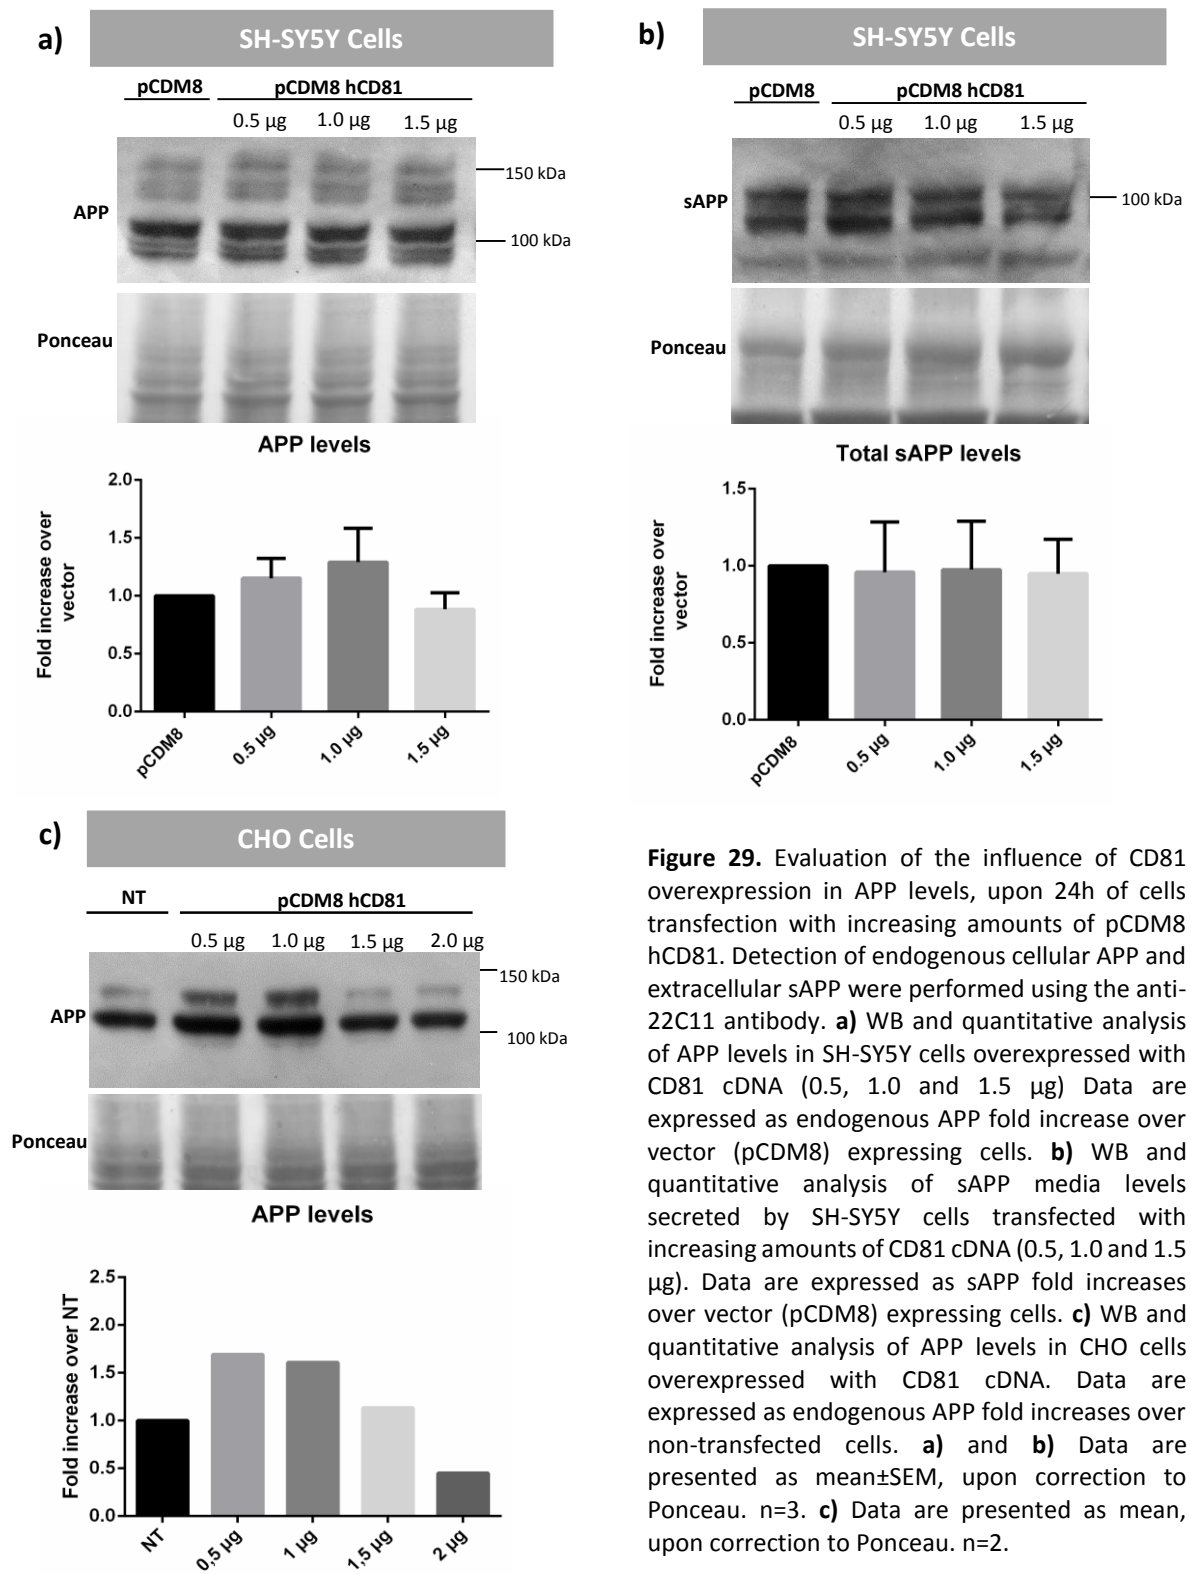 a)
SH-SY5Y Cells
pCDM8
pCDM8 hCD81
0.5 µg
1.0 µg
1.5 µg
APP
150 kDa
100 kDa
Ponceau
APP levels
Fold increase over
vector
2.0
1.5
1.0
0.5
0.0
pCDM8
0.5 µg
1.0 µg
1.5 µg
b)
SH-SY5Y Cells
pCDM8
pCDM8 hCD81
0.5 µg
1.0 µg
1.5 µg
sAPP
100 kDa
Ponceau
Total sAPP levels
Fold increase over
vector
1.5
1.0
0.5
0.0
pCDM8
0.5 µg
1.0 µg
1.5 µg
c)
CHO Cells
NT
pCDM8 hCD81
0.5 µg
1.0 µg
1.5 µg
2.0 µg
APP
150 kDa
100 kDa
Ponceau
APP levels
Fold increase over NT
2.5
2.0
1.5
1.0
0.5
0.0
NT
0,5 µg
1 µg
1,5 µg
2 µg
Figure 29. Evaluation of the influence of CD81
overexpression in APP levels, upon 24h of cells
transfection with increasing amounts of pCDM8
hCD81. Detection of endogenous cellular APP and
extracellular sAPP were performed using the anti-
22C11 antibody. a) WB and quantitative analysis
of APP levels in SH-SY5Y cells overexpressed with
CD81 cDNA (0.5, 1.0 and 1.5 µg) Data are
expressed as endogenous APP fold increase over
vector (pCDM8) expressing cells. b) WB and
quantitative analysis of sAPP media levels
secreted by SH-SY5Y cells transfected with
increasing amounts of CD81 cDNA (0.5, 1.0 and 1.5
µg). Data are expressed as sAPP fold increases
over vector (pCDM8) expressing cells. c) WB and
quantitative analysis of APP levels in CHO cells
overexpressed with CD81 cDNA. Data are
expressed as endogenous APP fold increases over
non-transfected cells. a) and b) Data are
presented as mean±SEM, upon correction to
Ponceau. n=3. c) Data are presented as mean,
upon correction to Ponceau. n=2.